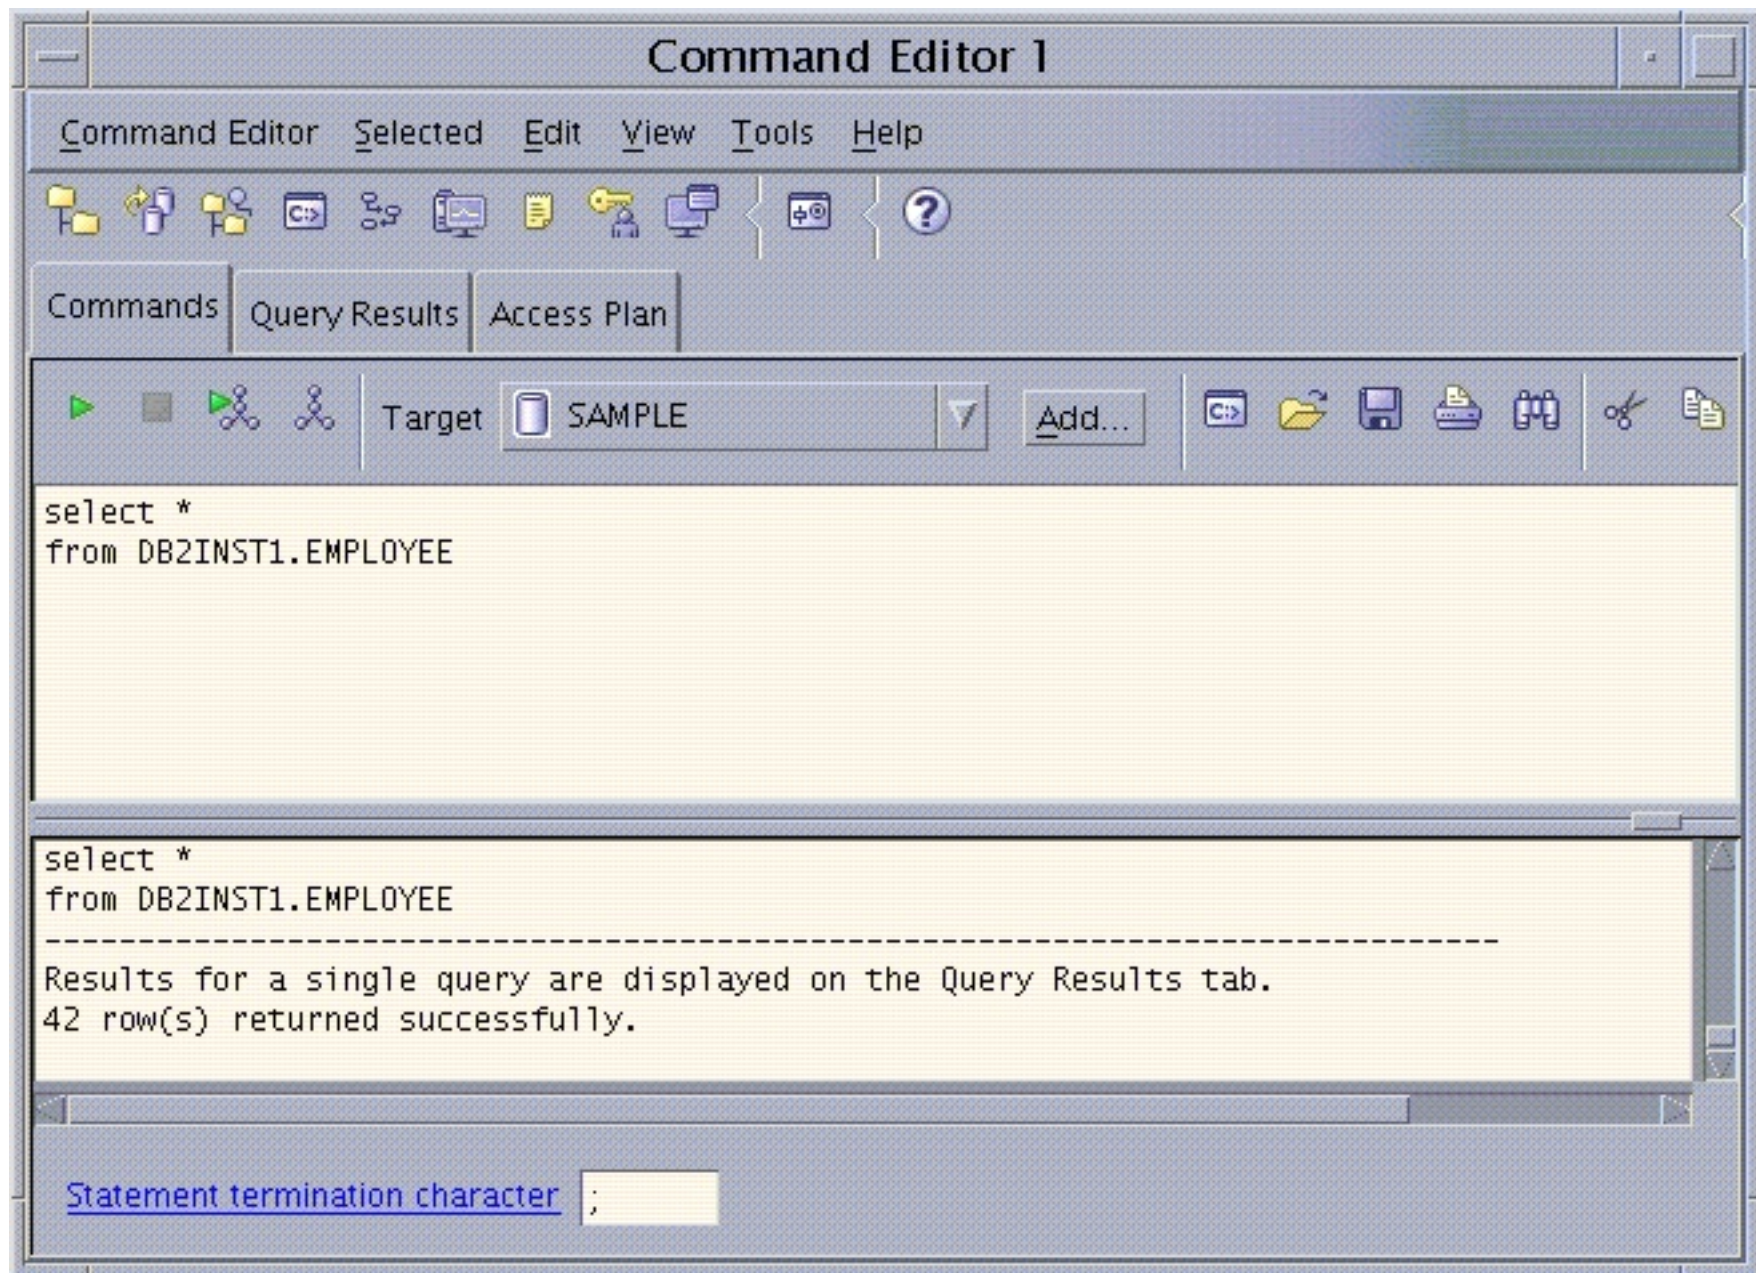 Command Editor 1
Command Editor Selected Edit View Tools Help
C:>
?
Commands Query Results Access Plan
Target SAMPLE Add... C:>
select *
from DB2INST1.EMPLOYEE
select *
from DB2INST1.EMPLOYEE
-------------------------------------------------------------------------------
Results for a single query are displayed on the Query Results tab.
42 row(s) returned successfully.
Statement termination character ;